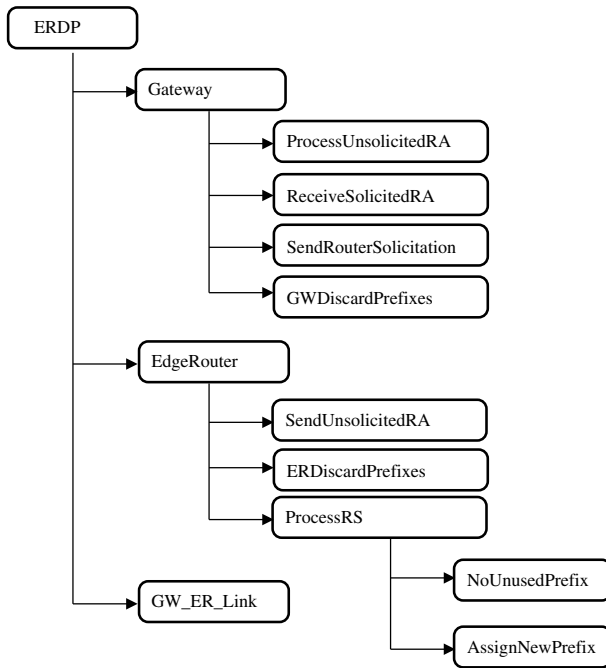 ERDP
Gateway
ProcessUnsolicitedRA
ReceiveSolicitedRA
SendRouterSolicitation
GWDiscardPrefixes
EdgeRouter
SendUnsolicitedRA
ERDiscardPrefixes
ProcessRS
NoUnusedPrefix
GW_ER_Link
AssignNewPrefix